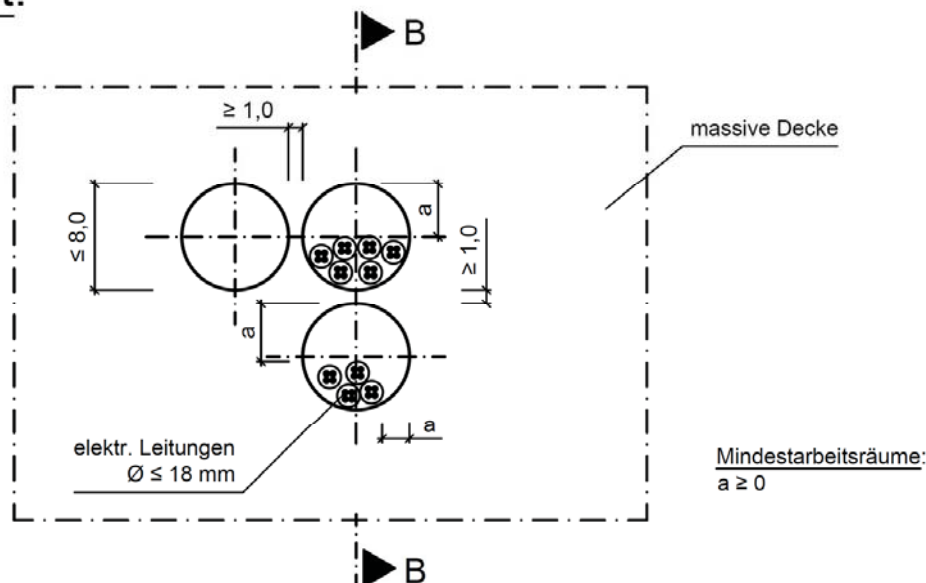 t.
B
≥ 1,0
massive Decke
≤ 8,0
a
≥ 1,0
a
a
elektr. Leitungen
Ø ≤ 18 mm
Mindestarbeitsräume:
a ≥ 0
B